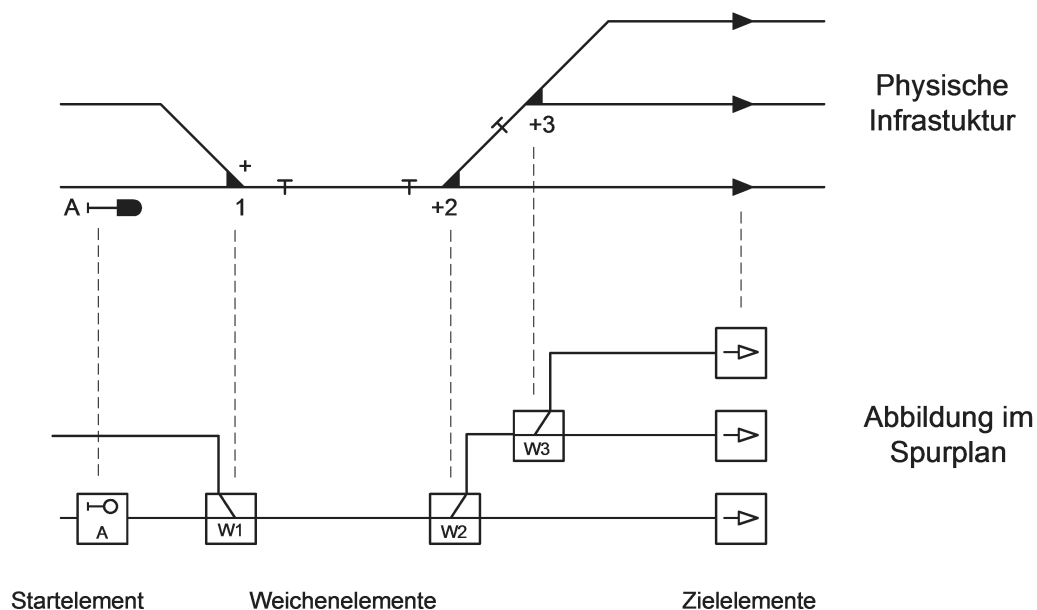 Physische
Infrastuktur
+3
+
A
1
+2
Abbildung im
Spurplan
W3
A
W1
W2
Startelement
Weichenelemente
Zielelemente